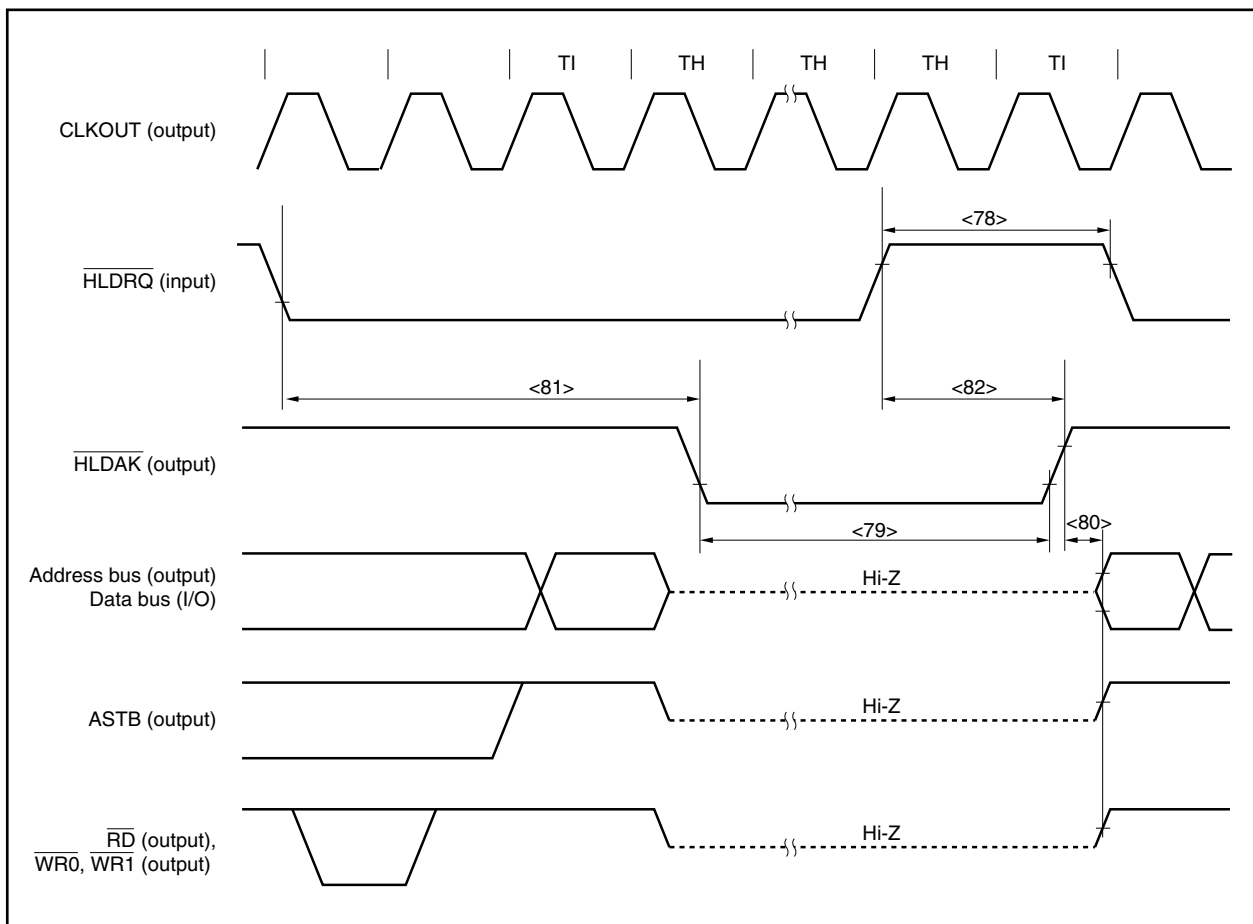 TI TH TH TH TI
CLKOUT (output)
<78>
HLDRQ (input)
<81>
<82>
HLDAK (output)
<79>
<80>
Address bus (output)
Data bus (I/O)
Hi-Z
ASTB (output)
Hi-Z
RD (output),
WR0, WR1 (output)
Hi-Z